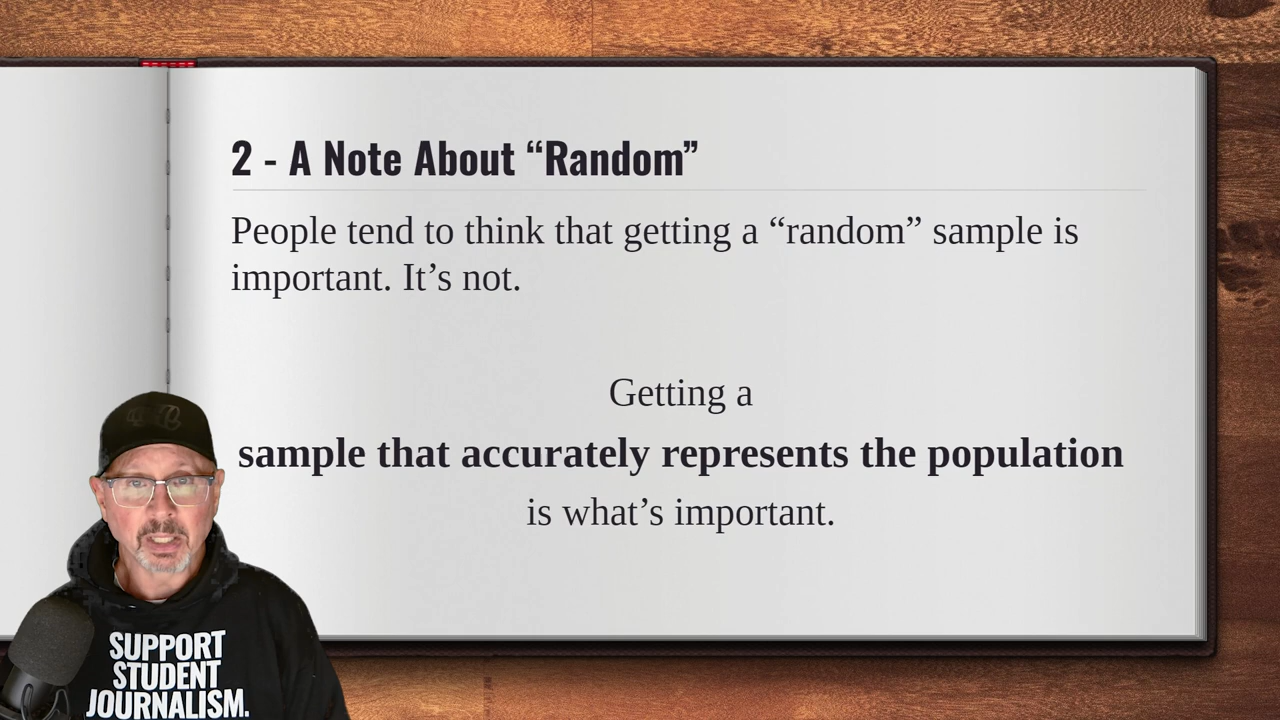 2 - A Note About “Random”
People tend to think that getting a “random” sample is
important. It’s not.
Getting a
sample that accurately represents the population
is what’s important.
SUPPORT
STUDENT
JOURNALISM.